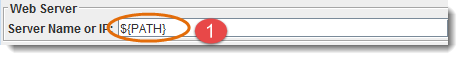 Web Server
Server Name or IP: ${PATH}
1